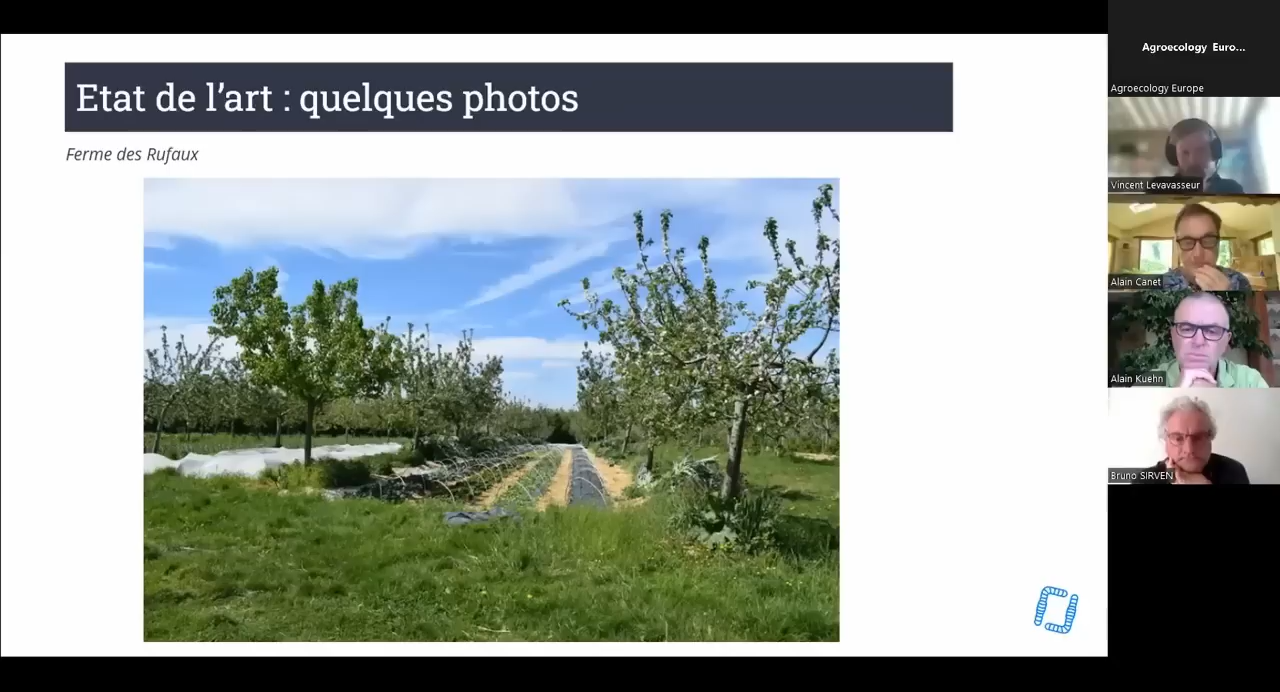 Etat de l'art : quelques photos
Ferme des Rufaux
Agroecology Euro...
Agroecology Europe
Vincent Levavasseur
Alain Canet
Alain Kuehn
Bruno SIRVEN